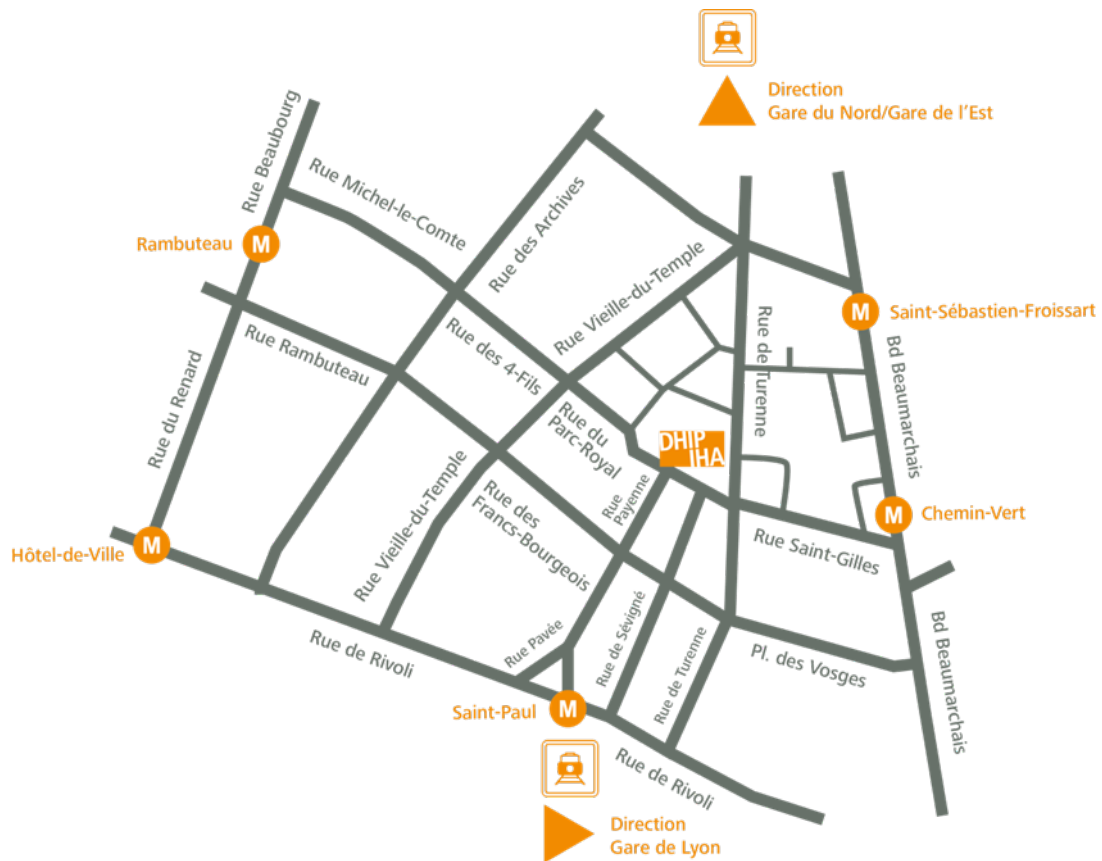 Direction
Gare du Nord/Gare de l'Est
Rue Beaubourg
Rue Michel-le-Comte
Rue des Archives
M
Rambuteau
Rue Vieille-du-Temple
M
Saint-Sébastien-Froissart
Rue Rambuteau
Rue des 4-Fils
Rue de Turenne
Bd Beaumarchais
Rue du Renard
Rue du
Parc-Royal
DHIP
IHA
Rue
Payenne
Rue Vieille-du-Temple
Rue des
Francs-Bourgeois
M
Chemin-Vert
Rue Saint-Gilles
M
Hôtel-de-Ville
Rue de Rivoli
Rue Pavée
Rue de Sévigné
Rue de Turenne
Pl. des Vosges
Bd Beaumarchais
Saint-Paul
M
Rue de Rivoli
Direction
Gare de Lyon